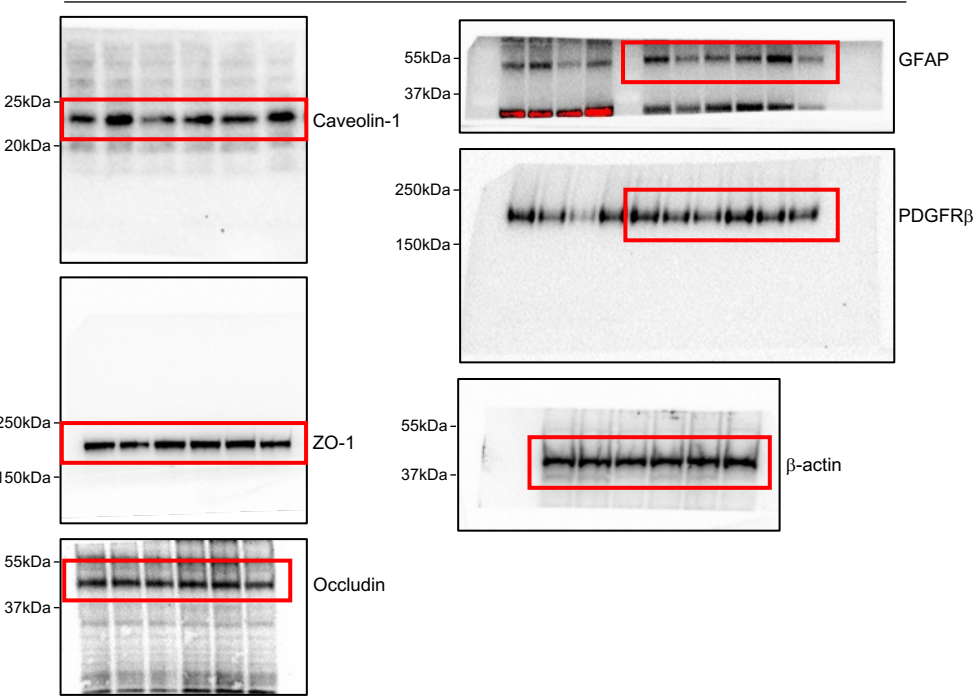 25kDa
20kDa
Caveolin-1
250kDa
150kDa
ZO-1
55kDa
37kDa
Occludin
55kDa
37kDa
GFAP
250kDa
150kDa
PDGFRβ
55kDa
37kDa
β-actin